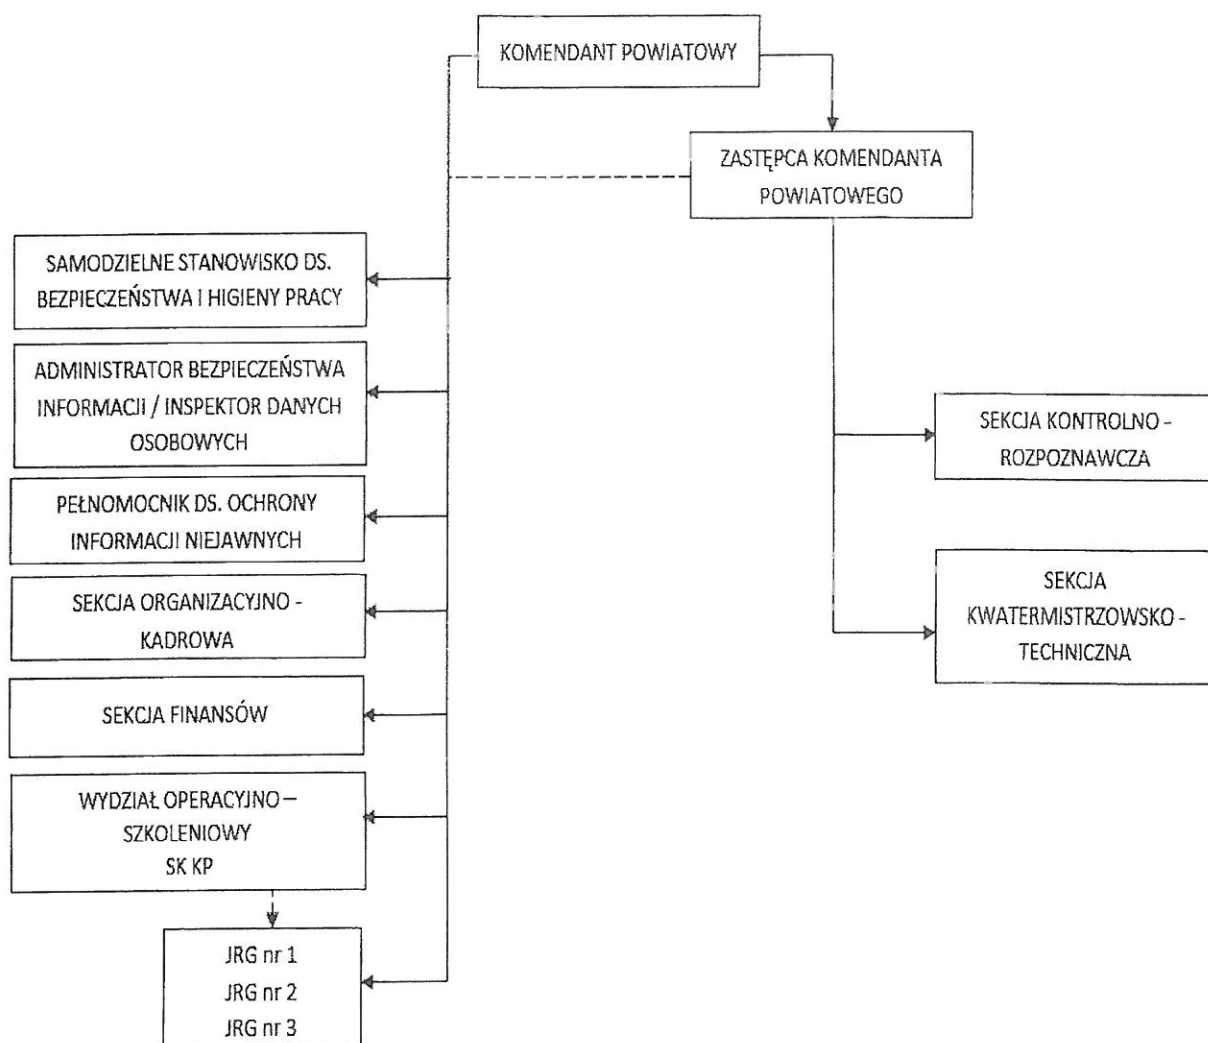 KOMENDANT POWIATOWY
ZASTĘPCA KOMENDANTA
POWIATOWEGO
SAMODZIELNE STANOWISKO DS.
BEZPIECZEŃSTWA I HIGIENY PRACY
ADMINISTRATOR BEZPIECZEŃSTWA
INFORMACJI / INSPEKTOR DANYCH
OSOBOWYCH
PEŁNOMOCNIK DS. OCHRONY
INFORMACJI NIEJAWNYCH
SEKCJA ORGANIZACYJNO -
KADROWA
SEKCJA FINANSÓW
WYDZIAŁ OPERACYJNO –
SZKOLENIOWY
SK KP
JRG nr 1
JRG nr 2
JRG nr 3
SEKCJA KONTROLNO -
ROZPOZNAWCZA
SEKCJA
KWATERMISTRZOWSKO -
TECHNICZNA